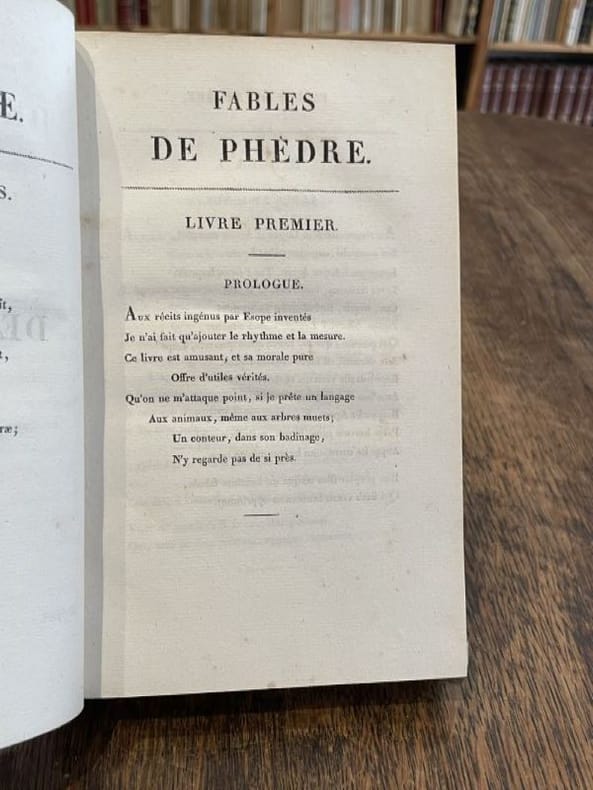 E.
S.
ît,
t,
ræ;
FABLES
DE PHÈDRE.
LIVRE PREMIER.
PROLOGUE.
Aux récits ingénus par Esope inventés
Je n'ai fait qu'ajouter le rhythme et la mesure.
Ce livre est amusant, et sa morale pure
Offre d'utiles vérités.
Qu'on ne m'attaque point, si je prête un langage
Aux animaux, même aux arbres muets;
Un conteur, dans son badinage,
N'y regarde pas de si près.